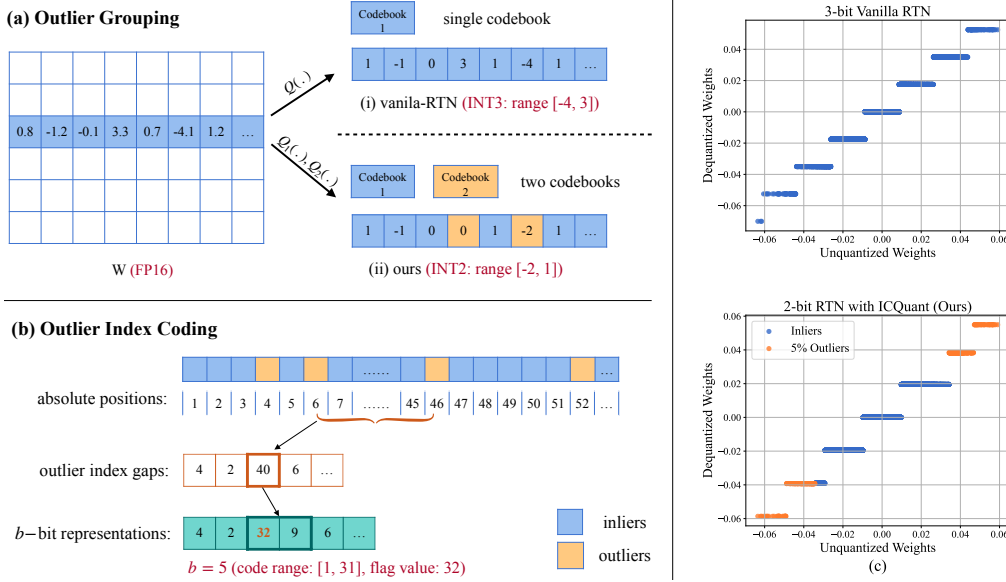 (a) Outlier Grouping
0.8 -1.2 -0.1 3.3 0.7 -4.1 1.2 ...
W (FP16)
Q(.)
Q1(.), Q2(.)
Codebook 1
single codebook
1 -1 0 3 1 -4 1 ...
(i) vanila-RTN (INT3: range [-4, 3])
Codebook 1
Codebook 2
two codebooks
1 -1 0 0 1 -2 1 ...
(ii) ours (INT2: range [-2, 1])
(b) Outlier Index Coding
...... ...
absolute positions: 1 2 3 4 5 6 7 ...... 45 46 47 48 49 50 51 52 ...
outlier index gaps: 4 2 40 6 ...
b−bit representations: 4 2 32 9 6 ...
b = 5 (code range: [1, 31], flag value: 32)
inliers
outliers
3-bit Vanilla RTN
Dequantized Weights
0.04
0.02
0.00
−0.02
−0.04
−0.06
−0.06 −0.04 −0.02 0.00 0.02 0.04 0.06
Unquantized Weights
2-bit RTN with ICQuant (Ours)
Inliers
5% Outliers
Dequantized Weights
0.06
0.04
0.02
0.00
−0.02
−0.04
−0.06
−0.06 −0.04 −0.02 0.00 0.02 0.04 0.06
Unquantized Weights
(c)